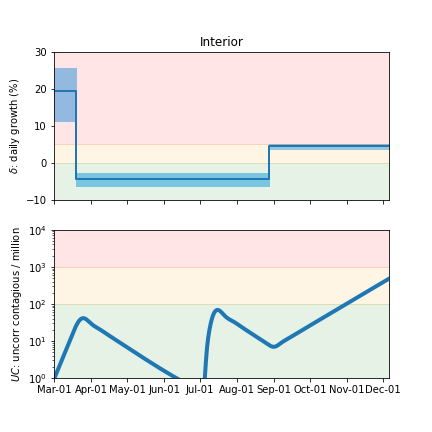 Interior
δ: daily growth (%)
30
20
10
0
−10
UC: uncorr contagious / million
10⁴
10³
10²
10¹
10⁰
Mar-01 Apr-01 May-01 Jun-01 Jul-01 Aug-01 Sep-01 Oct-01 Nov-01 Dec-01